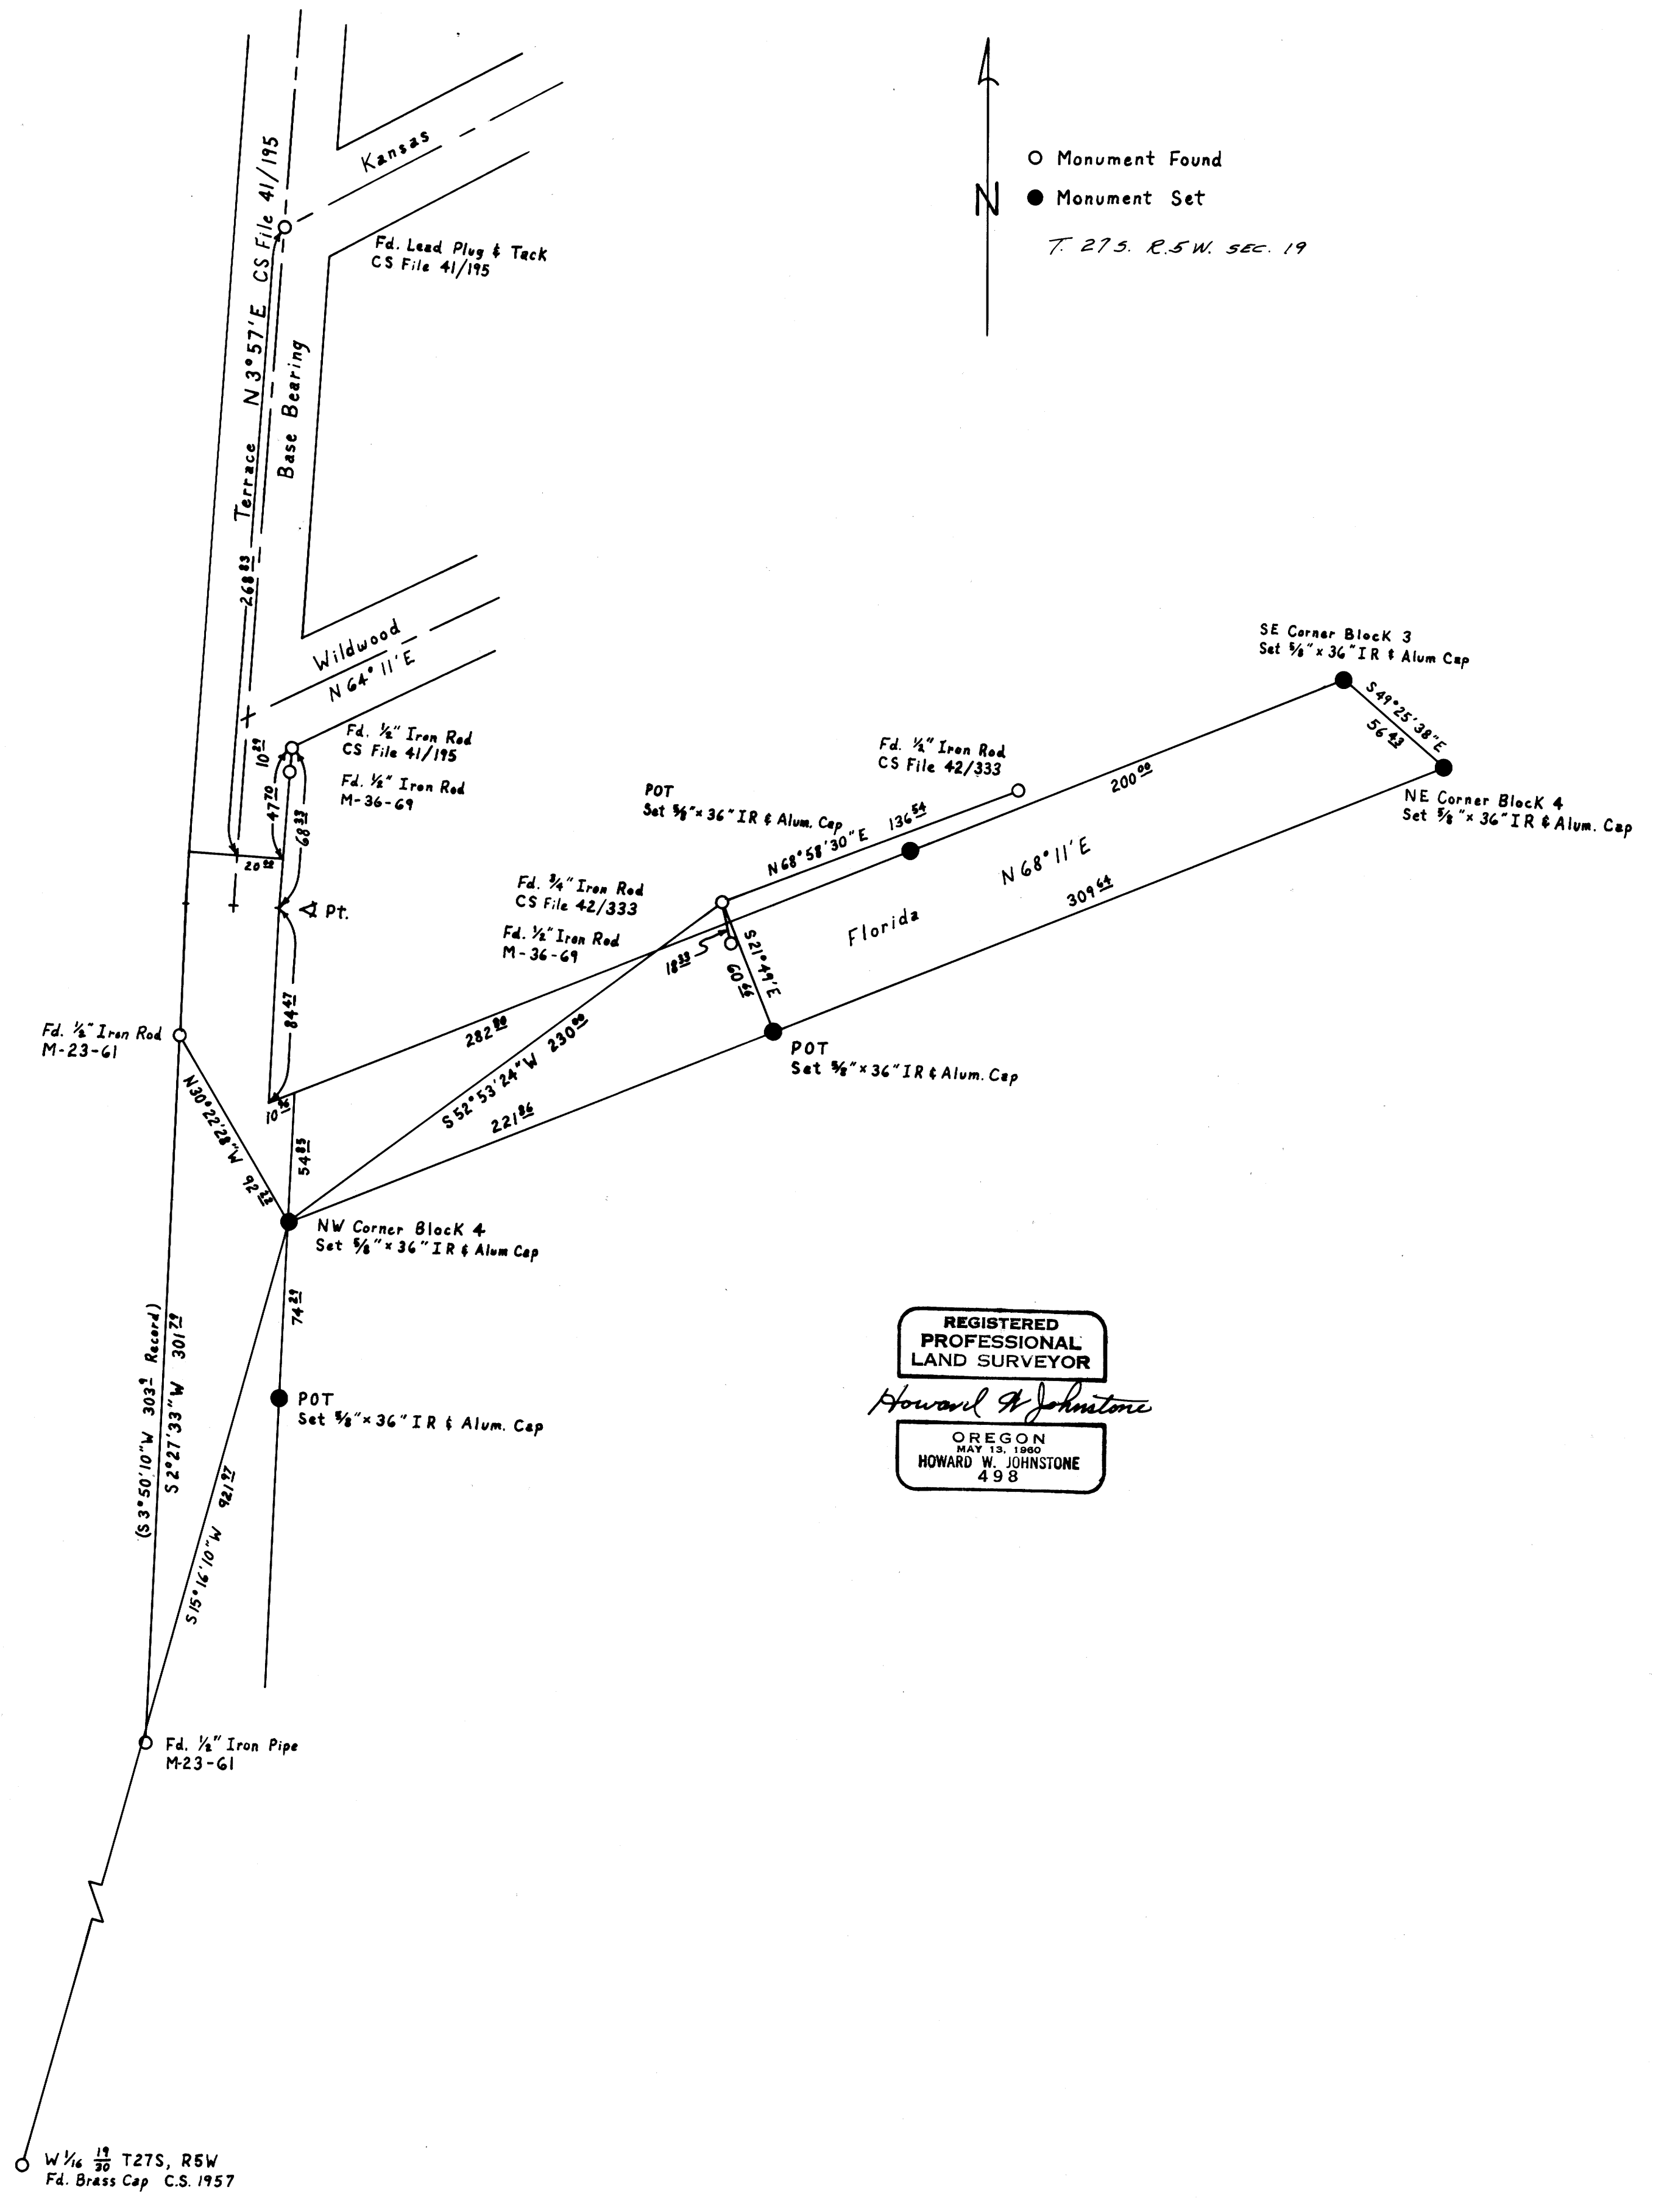 Kansas
Terrace N 3° 57' E CS File 41/195
Base Bearing
Fd. Lead Plug & Tack
CS File 41/195
N
Monument Found
Monument Set
T. 27 S. R.5 W. SEC. 19
268 83
Wildwood
N 64° 11' E
10 29
Fd. 1/2" Iron Rod
CS File 41/195
Fd. 1/2" Iron Rod
M-36-69
47 70
68 33
20 22
∢ Pt.
84 47
SE Corner Block 3
Set 5/8" x 36" I R & Alum Cap
S 49° 25' 38" E
56 43
NE Corner Block 4
Set 5/8" x 36" I R & Alum. Cap
Fd. 1/2" Iron Rod
CS File 42/333
POT
Set 5/8" x 36" I R & Alum. Cap
N 68° 58' 30" E 136 54
200 00
N 68° 11' E
309 64
Florida
Fd. 3/4" Iron Rod
CS File 42/333
Fd. 1/2" Iron Rod
M-36-69
18 33
S 21° 49' E
60 66
POT
Set 5/8" x 36" I R & Alum. Cap
282 80
S 52° 53' 24" W 230 00
221 86
Fd. 1/2" Iron Rod
M-23-61
N 30° 22' 28" W 92 22
10 96
54 85
NW Corner Block 4
Set 5/8" x 36" I R & Alum Cap
74 29
POT
Set 5/8" x 36" I R & Alum. Cap
(S 3° 50' 10" W 303 9 Record)
S 2° 27' 33" W 301 79
S 15° 16' 10" W 921 97
Fd. 1/2" Iron Pipe
M-23-61
REGISTERED
PROFESSIONAL
LAND SURVEYOR
Howard W Johnstone
OREGON
MAY 13, 1960
HOWARD W. JOHNSTONE
498
W 1/16 19/30 T27S, R5W
Fd. Brass Cap C.S. 1957